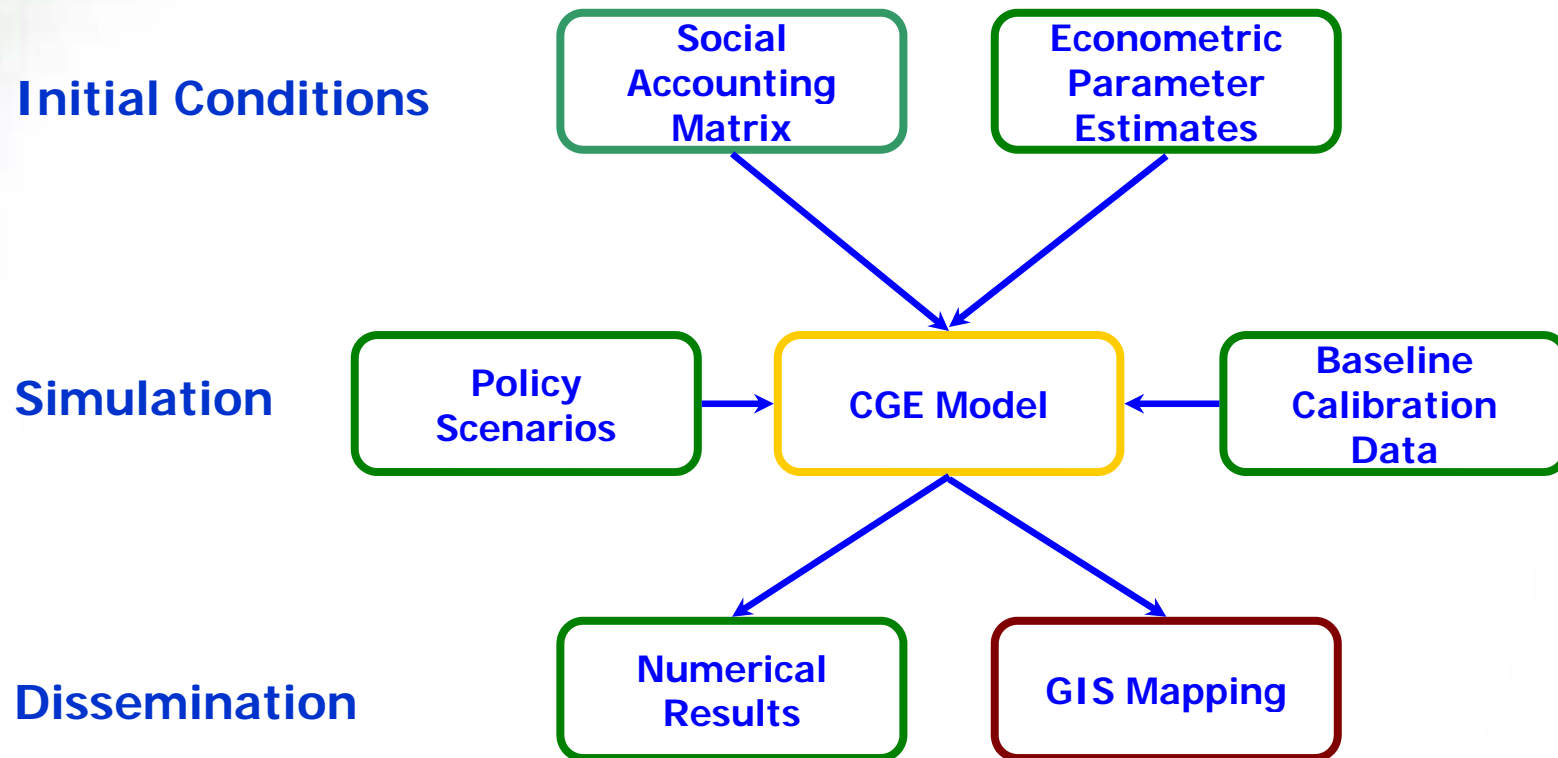 Initial Conditions
Social
Accounting
Matrix
Econometric
Parameter
Estimates
Simulation
Policy
Scenarios
CGE Model
Baseline
Calibration
Data
Dissemination
Numerical
Results
GIS Mapping